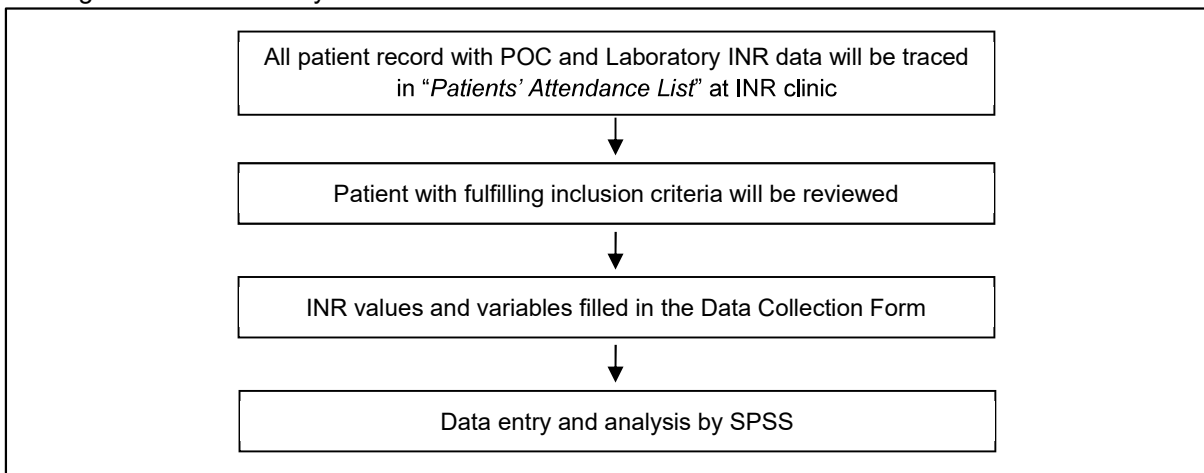 All patient record with POC and Laboratory INR data will be traced
in “Patients’ Attendance List” at INR clinic
Patient with fulfilling inclusion criteria will be reviewed
INR values and variables filled in the Data Collection Form
Data entry and analysis by SPSS